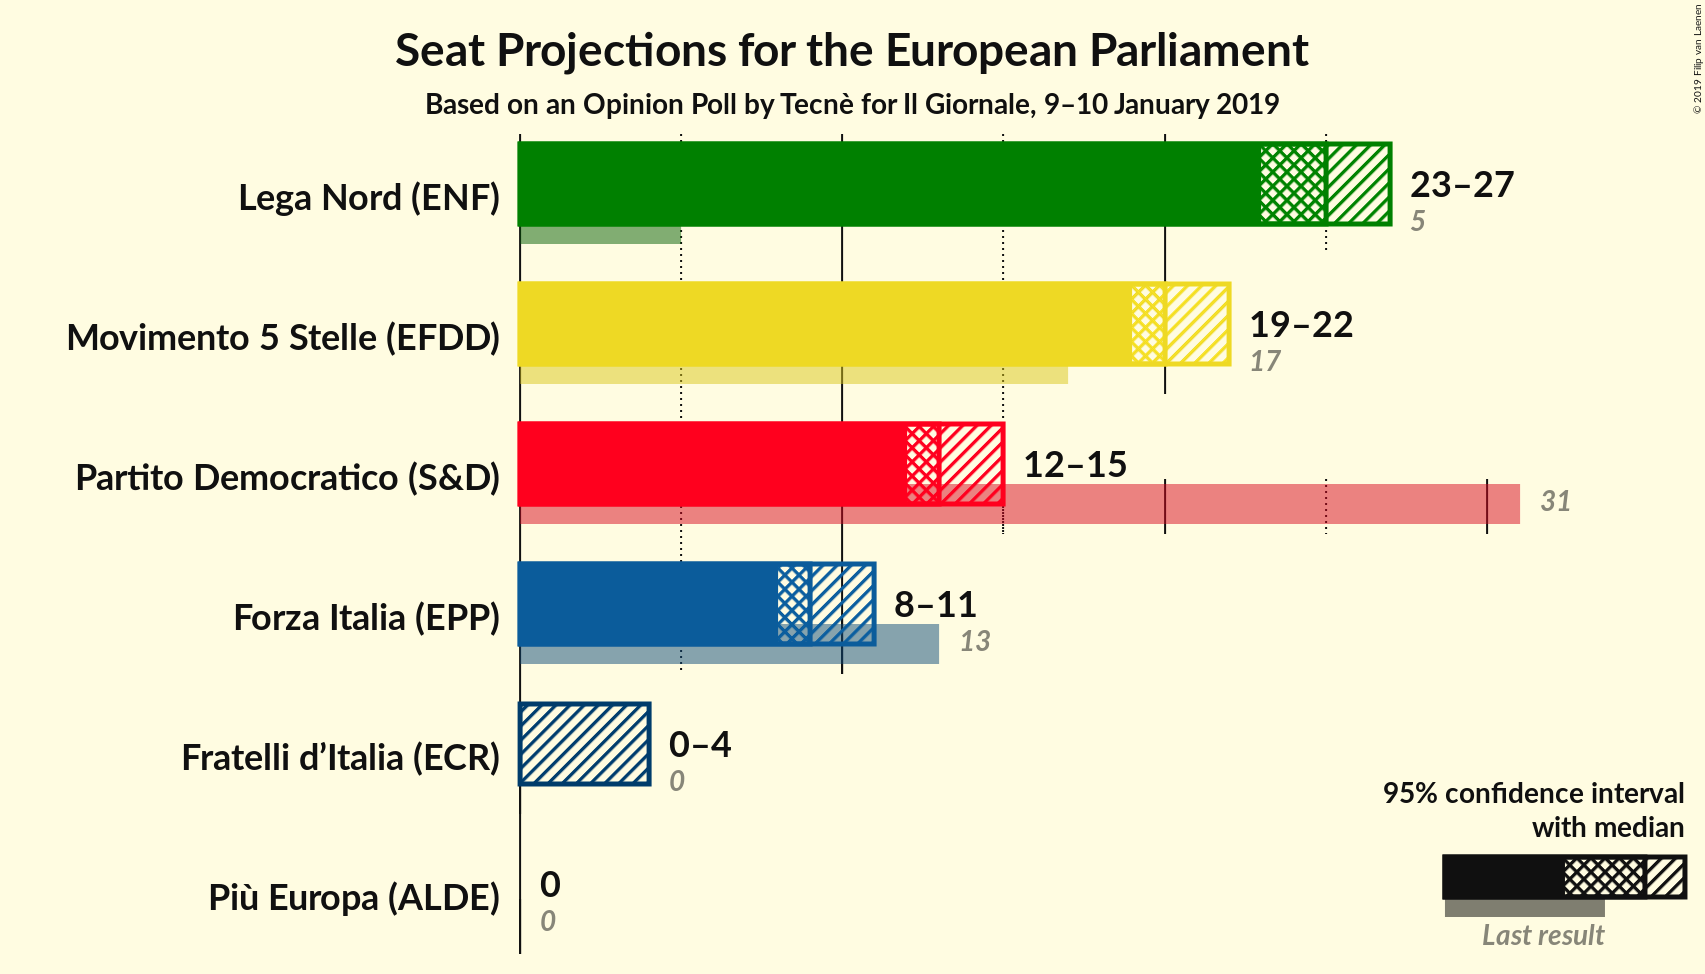 Seat Projections for the European Parliament
Based on an Opinion Poll by Tecnè for Il Giornale, 9–10 January 2019
© 2019 Filip van Laenen
Lega Nord (ENF)
23–27
5
Movimento 5 Stelle (EFDD)
19–22
17
Partito Democratico (S&D)
12–15
31
Forza Italia (EPP)
8–11
13
Fratelli d’Italia (ECR)
0–4
0
Più Europa (ALDE)
0
0
95% confidence interval
with median
Last result